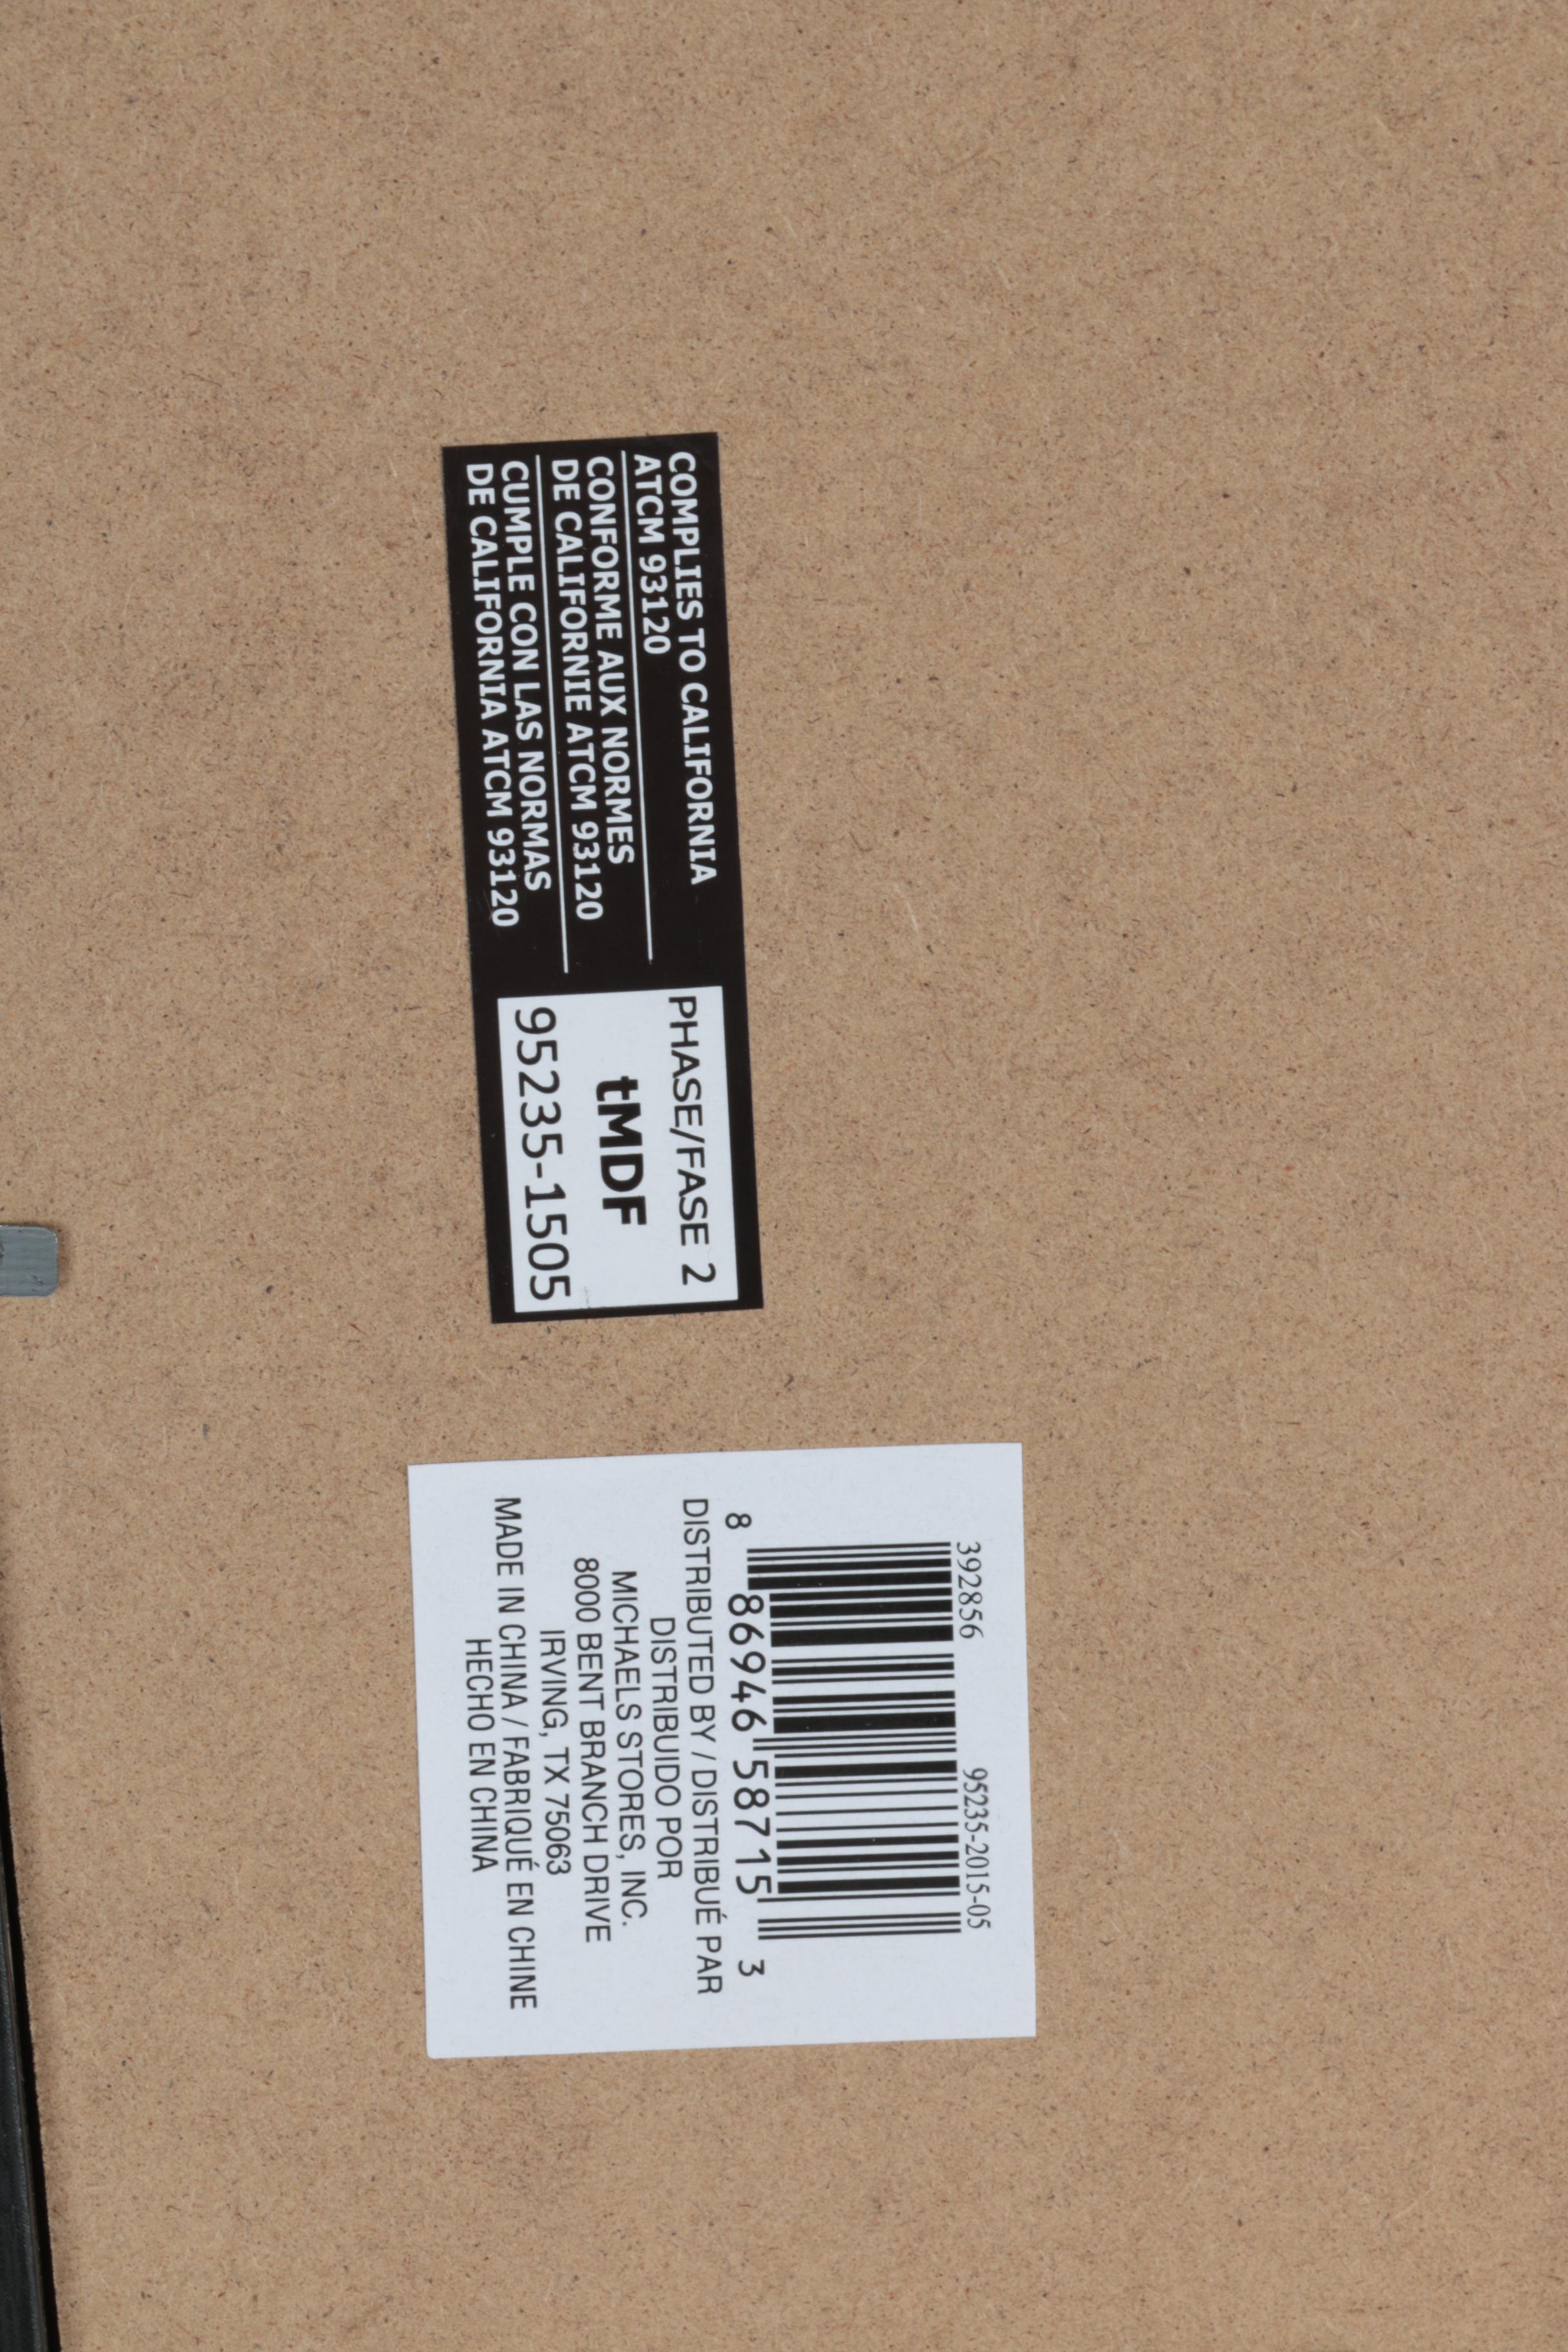 COMPLIES TO CALIFORNIA
ATCM 93120
CONFORME AUX NORMES
DE CALIFORNIE ATCM 93120
CUMPLE CON LAS NORMAS
DE CALIFORNIA ATCM 93120
PHASE/FASE 2
tMDF
95235-1505
392856 95235-2015-05
8 86946 58715 3
DISTRIBUTED BY / DISTRIBUÉ PAR
DISTRIBUIDO POR
MICHAELS STORES, INC.
8000 BENT BRANCH DRIVE
IRVING, TX 75063
MADE IN CHINA / FABRIQUÉ EN CHINE
HECHO EN CHINA